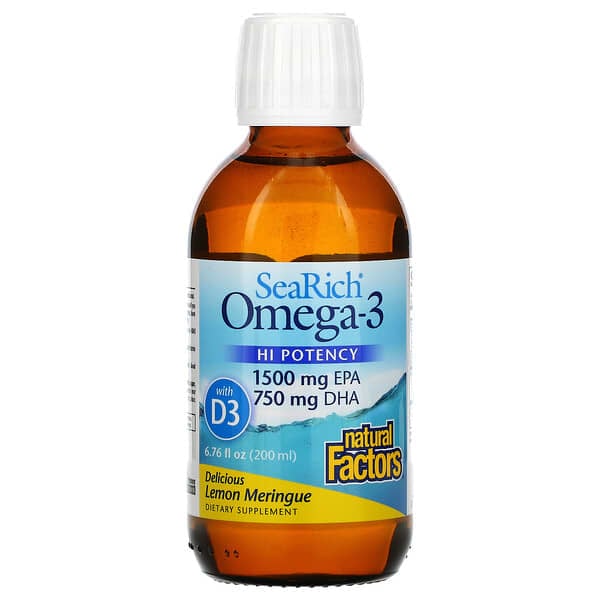 SeaRich®
Omega-3
HI POTENCY
1500 mg EPA
750 mg DHA
with
D3
6.76 fl oz (200 ml)
natural
Factors
Delicious
Lemon Meringue
DIETARY SUPPLEMENT